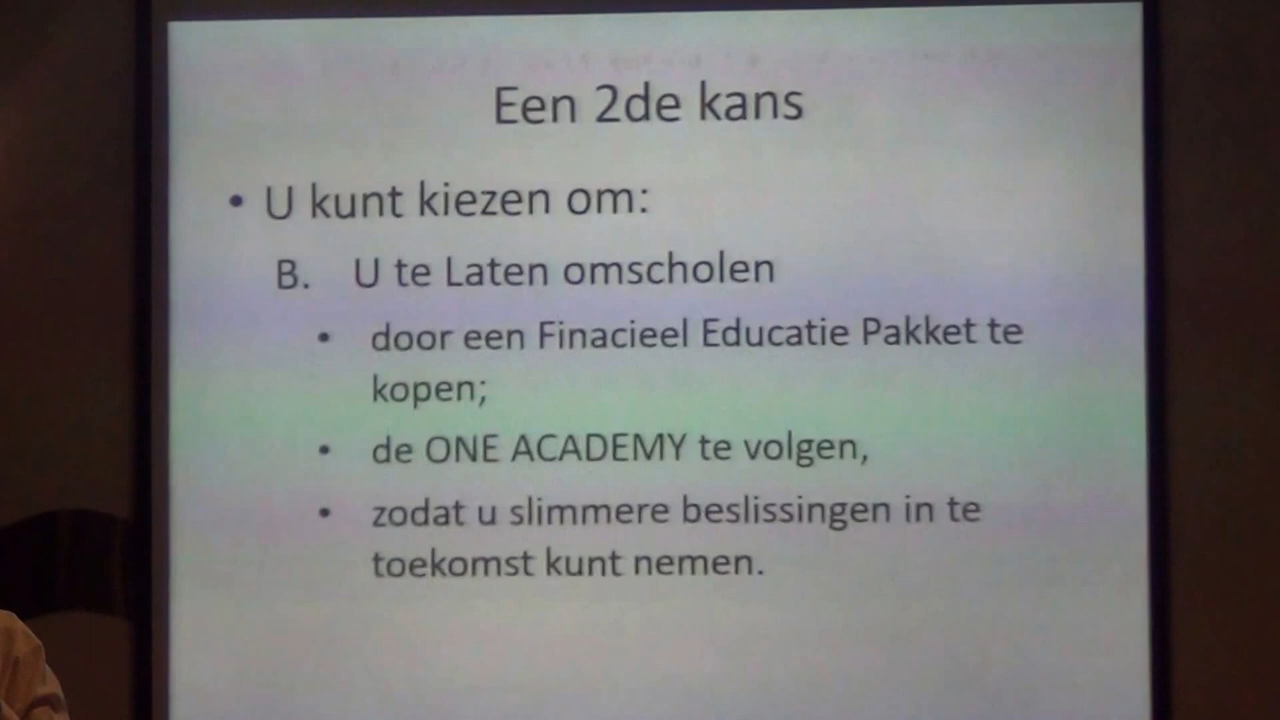 Een 2de kans
• U kunt kiezen om:
B. U te Laten omscholen
• door een Finacieel Educatie Pakket te
kopen;
• de ONE ACADEMY te volgen,
• zodat u slimmere beslissingen in te
toekomst kunt nemen.